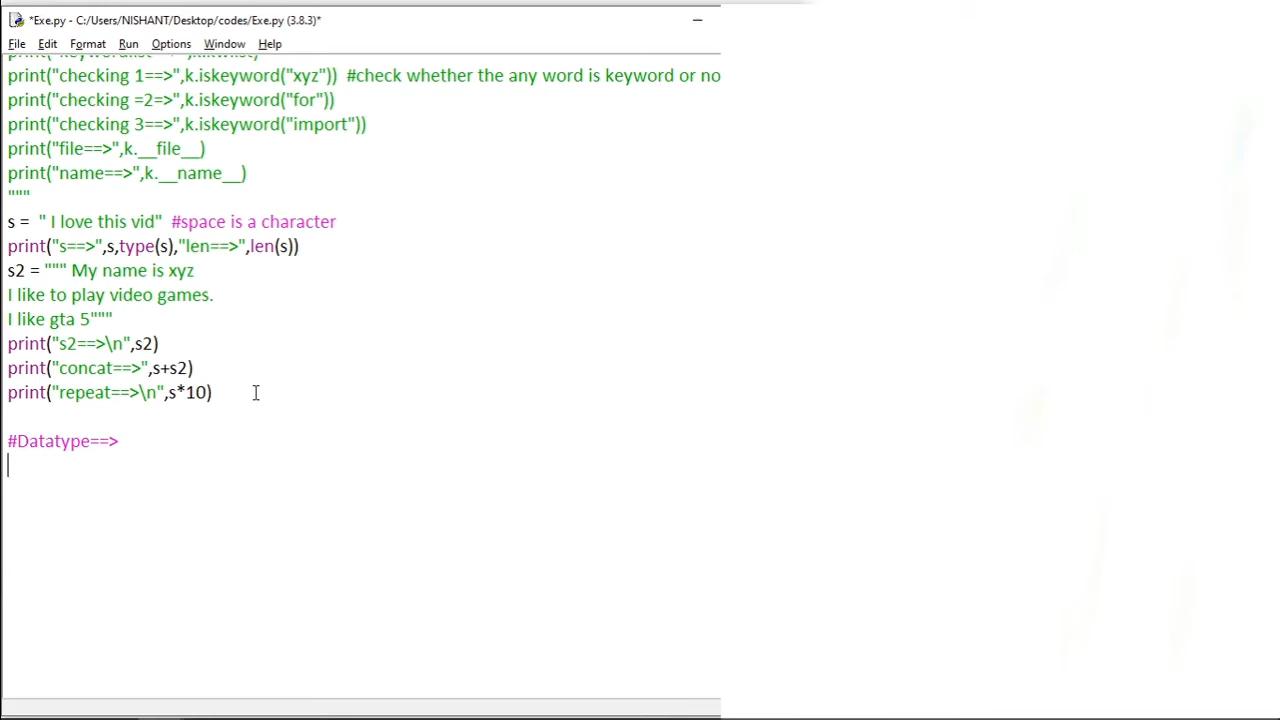 *Exe.py - C:/Users/NISHANT/Desktop/codes/Exe.py (3.8.3)*
File Edit Format Run Options Window Help
print("checking 1==>",k.iskeyword("xyz")) #check whether the any word is keyword or no
print("checking =2=>",k.iskeyword("for"))
print("checking 3==>",k.iskeyword("import"))
print("file==>",k.__file__)
print("name==>",k.__name__)
"""
s = " I love this vid" #space is a character
print("s==>",s,type(s),"len==>",len(s))
s2 = """ My name is xyz
I like to play video games.
I like gta 5"""
print("s2==>\n",s2)
print("concat==>",s+s2)
print("repeat==>\n",s*10)
#Datatype==>